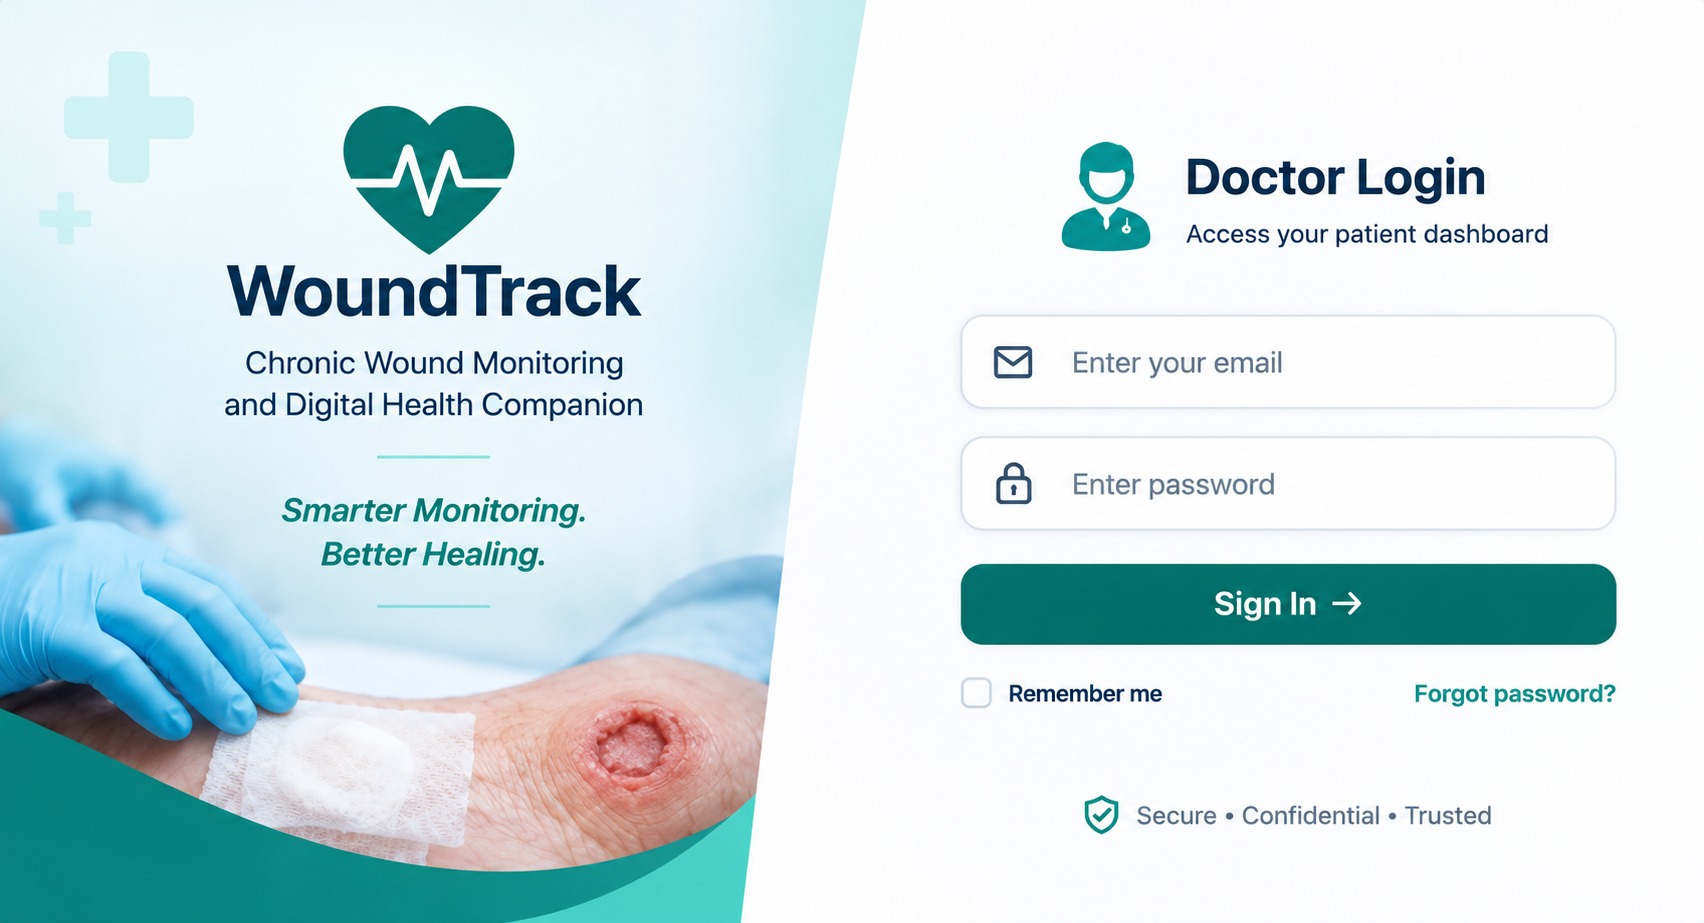 WoundTrack
Chronic Wound Monitoring
and Digital Health Companion
Smarter Monitoring.
Better Healing.
Doctor Login
Access your patient dashboard
Enter your email
Enter password
Sign In →
Remember me
Forgot password?
Secure • Confidential • Trusted